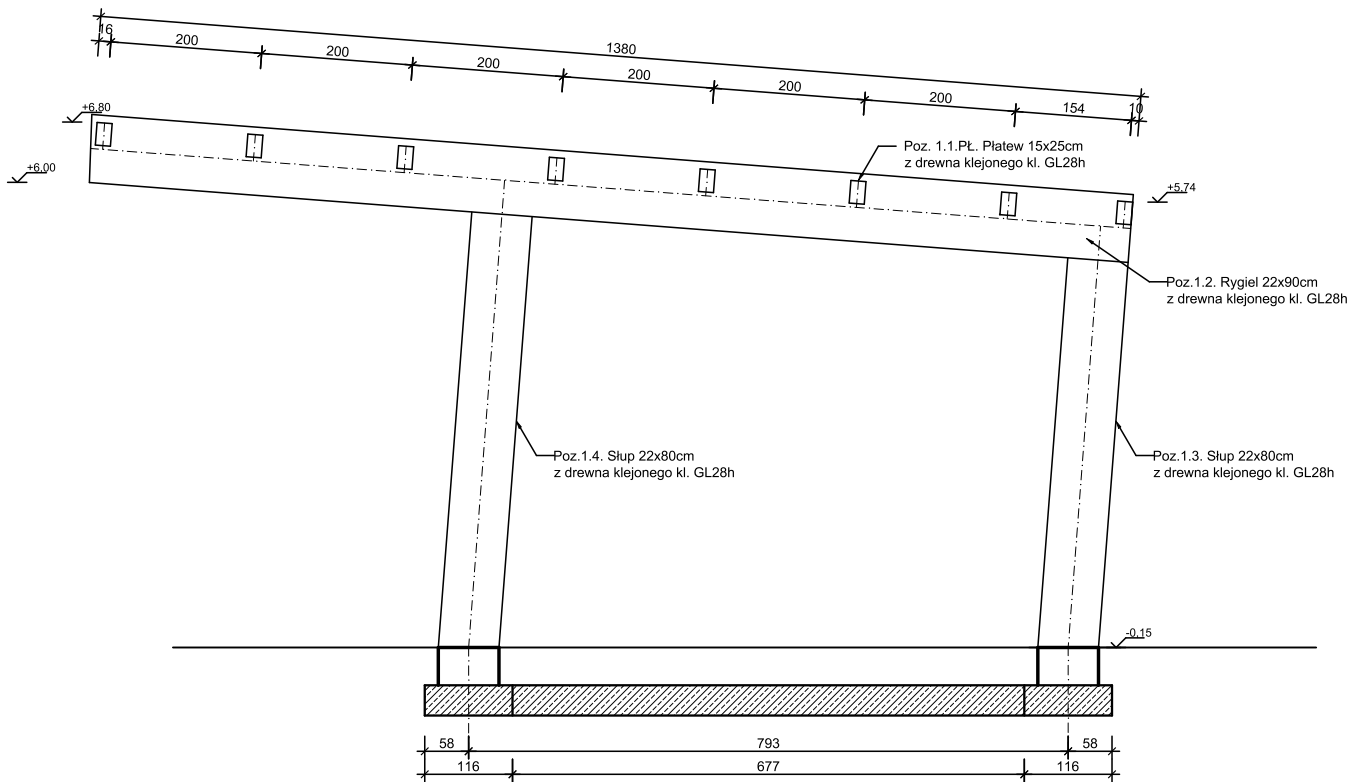 1380
16
200
200
200
200
200
200
154
10
+6.80
+6.00
Poz. 1.1.PŁ. Płatew 15x25cm
z drewna klejonego kl. GL28h
+5.74
Poz.1.2. Rygiel 22x90cm
z drewna klejonego kl. GL28h
Poz.1.4. Słup 22x80cm
z drewna klejonego kl. GL28h
Poz.1.3. Słup 22x80cm
z drewna klejonego kl. GL28h
-0.15
58
793
58
116
677
116